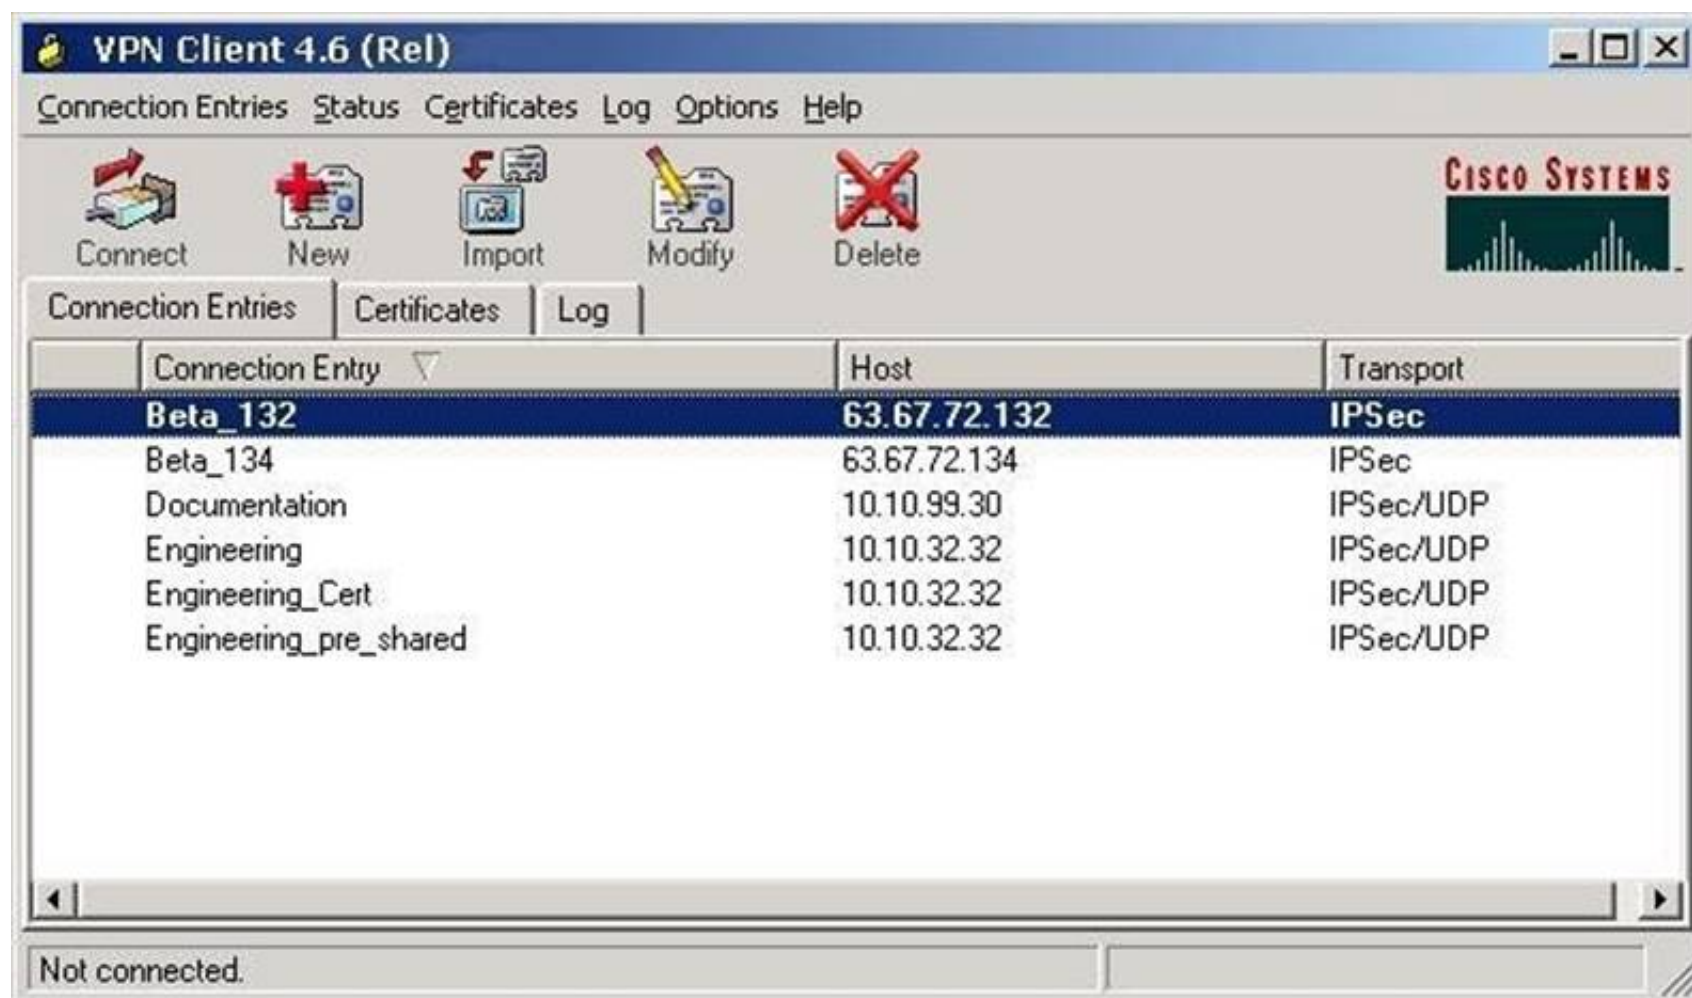 VPN Client 4.6 (Rel)
Connection Entries Status Certificates Log Options Help
Connect New Import Modify Delete
CISCO SYSTEMS
Connection Entries Certificates Log
Connection Entry Host Transport
Beta_132 63.67.72.132 IPSec
Beta_134 63.67.72.134 IPSec
Documentation 10.10.99.30 IPSec/UDP
Engineering 10.10.32.32 IPSec/UDP
Engineering_Cert 10.10.32.32 IPSec/UDP
Engineering_pre_shared 10.10.32.32 IPSec/UDP
Not connected.